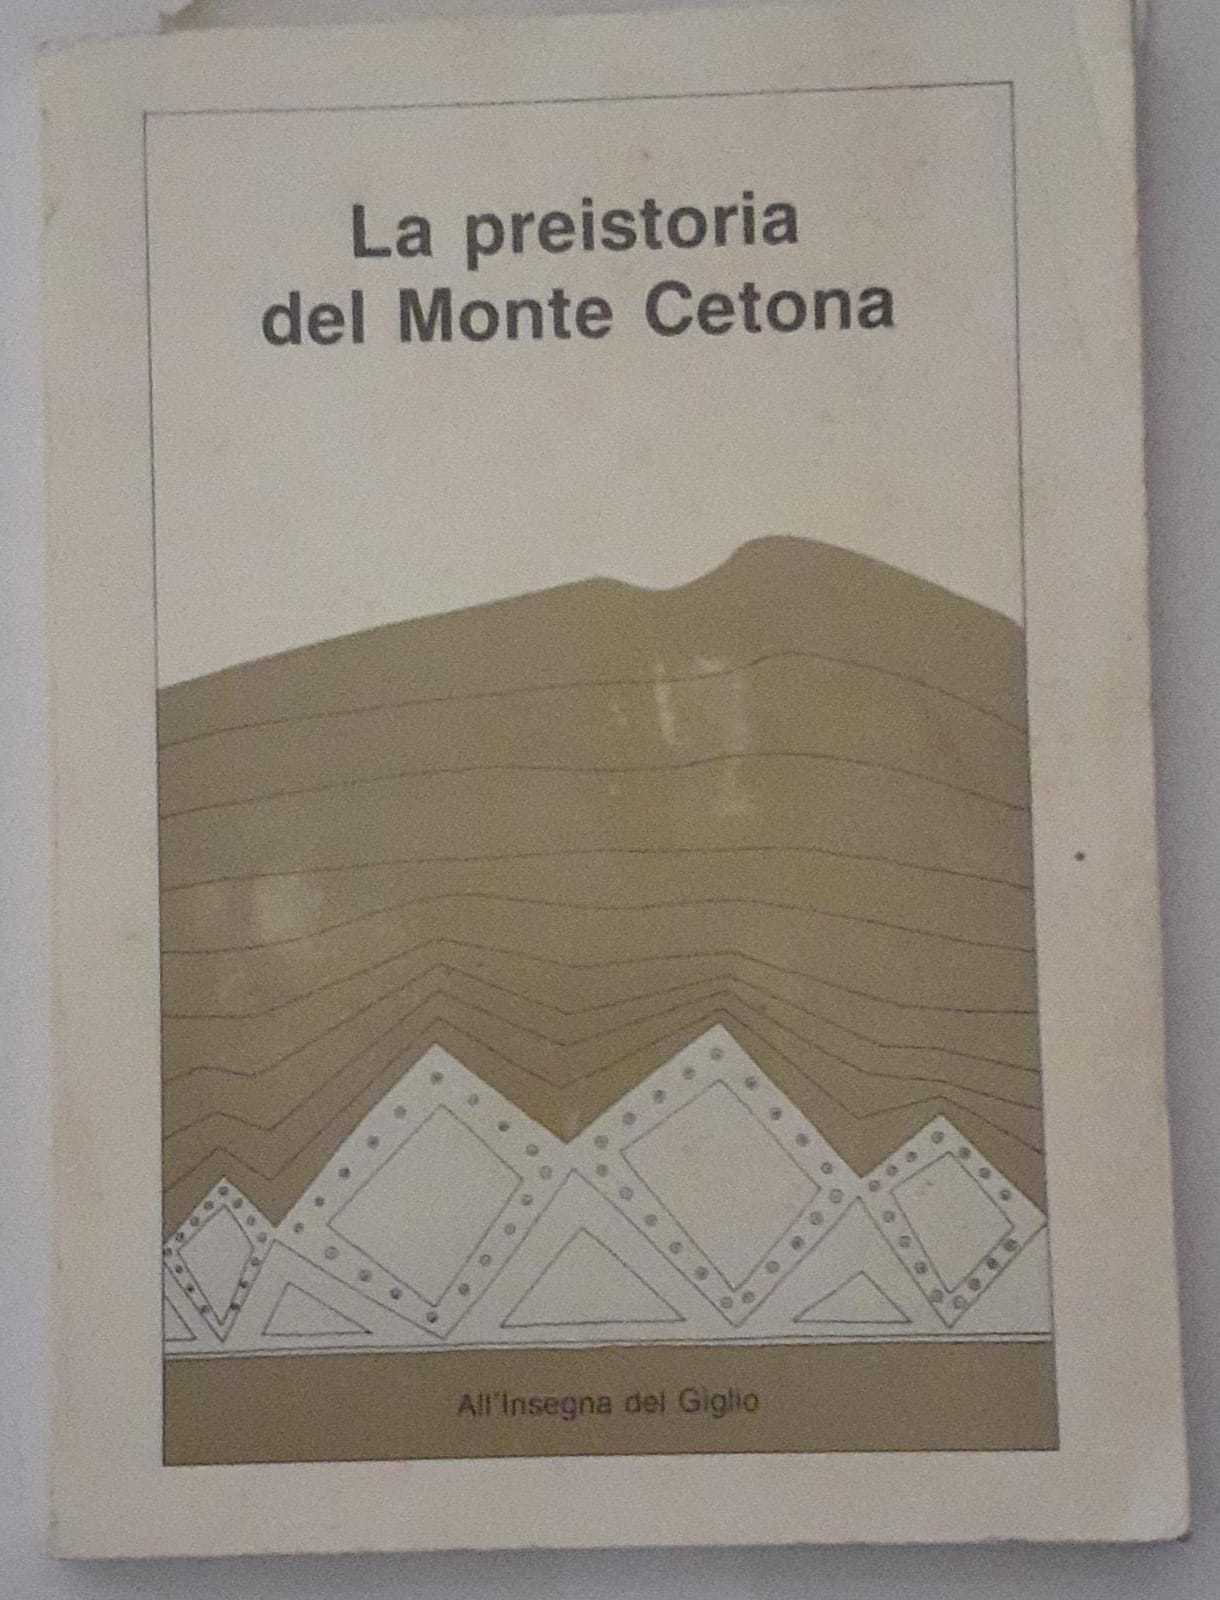 La preistoria
del Monte Cetona
All'Insegna del Giglio